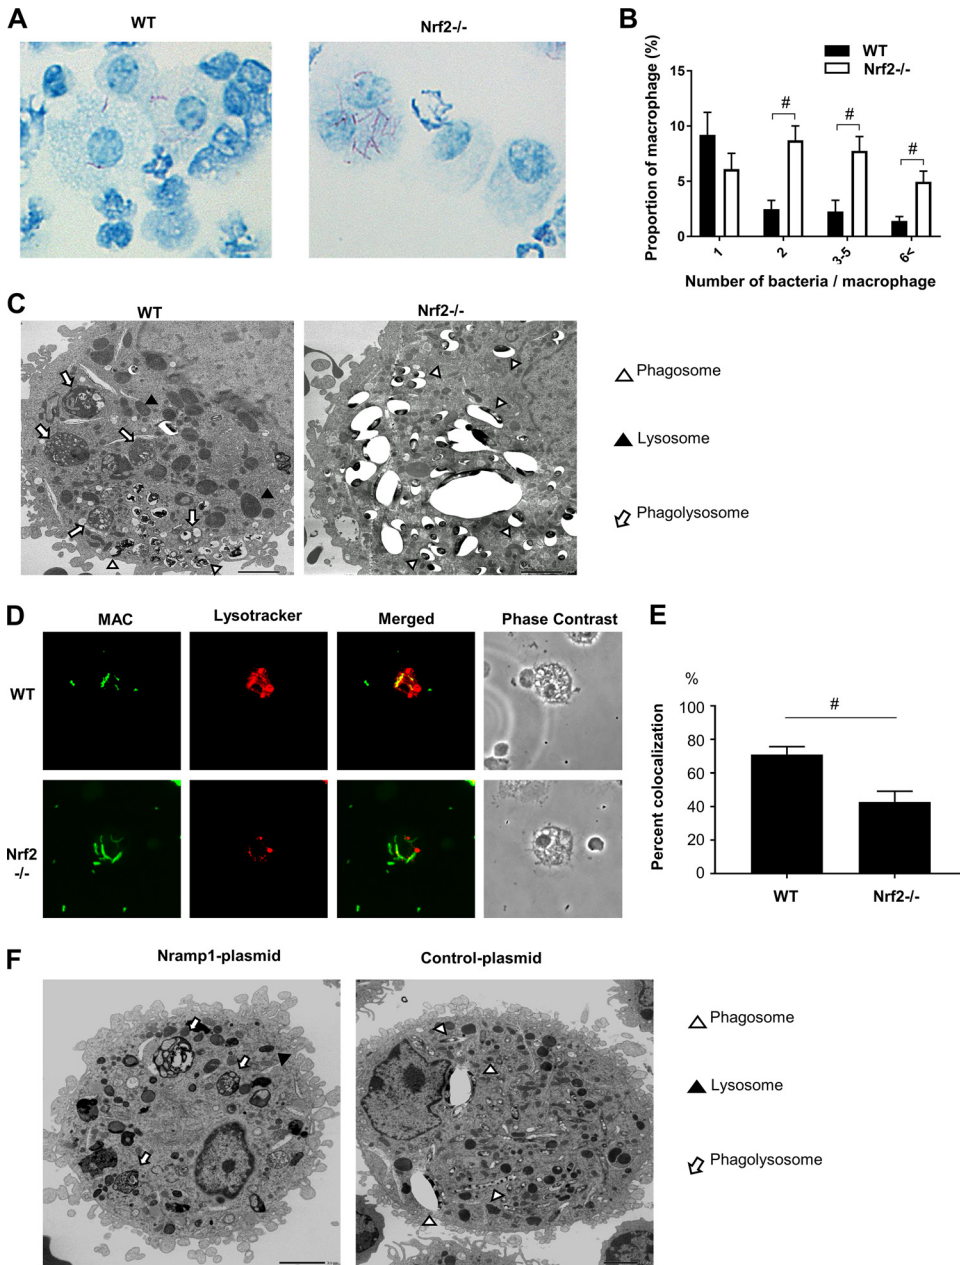 A
WT
Nrf2-/-
B
WT
Nrf2-/-
Proportion of macrophage (%)
15
10
5
0
#
#
#
1
2
3-5
6<
Number of bacteria / macrophage
C
WT
Nrf2-/-
Phagosome
Lysosome
Phagolysosome
D
MAC
Lysotracker
Merged
Phase Contrast
WT
Nrf2
-/-
E
%
Percent colocalization
100
80
60
40
20
0
#
WT
Nrf2-/-
F
Nramp1-plasmid
Control-plasmid
Phagosome
Lysosome
Phagolysosome